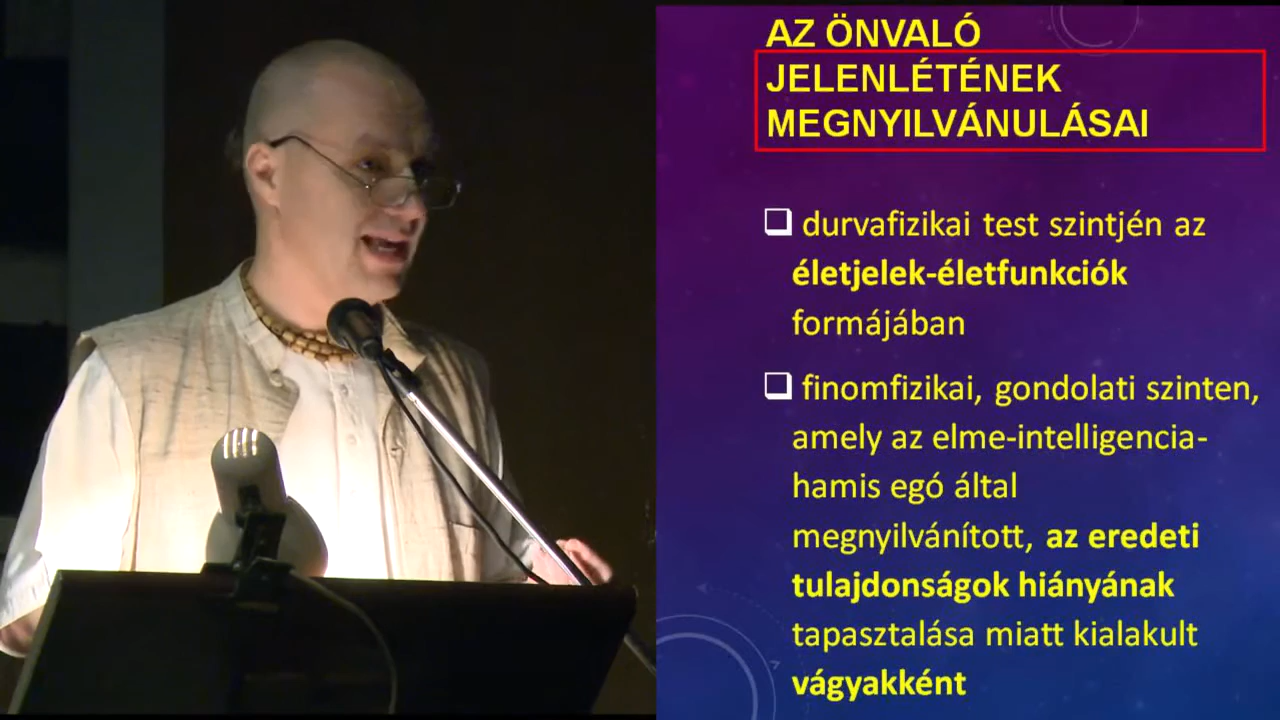 AZ ÖNVALÓ
JELENLÉTÉNEK
MEGNYILVÁNULÁSAI
durvafizikai test szintjén az
életjelek-életfunkciók
formájában
finomfizikai, gondolati szinten,
amely az elme-intelligencia-
hamis egó által
megnyilvánított, az eredeti
tulajdonságok hiányának
tapasztalása miatt kialakult
vágyakként